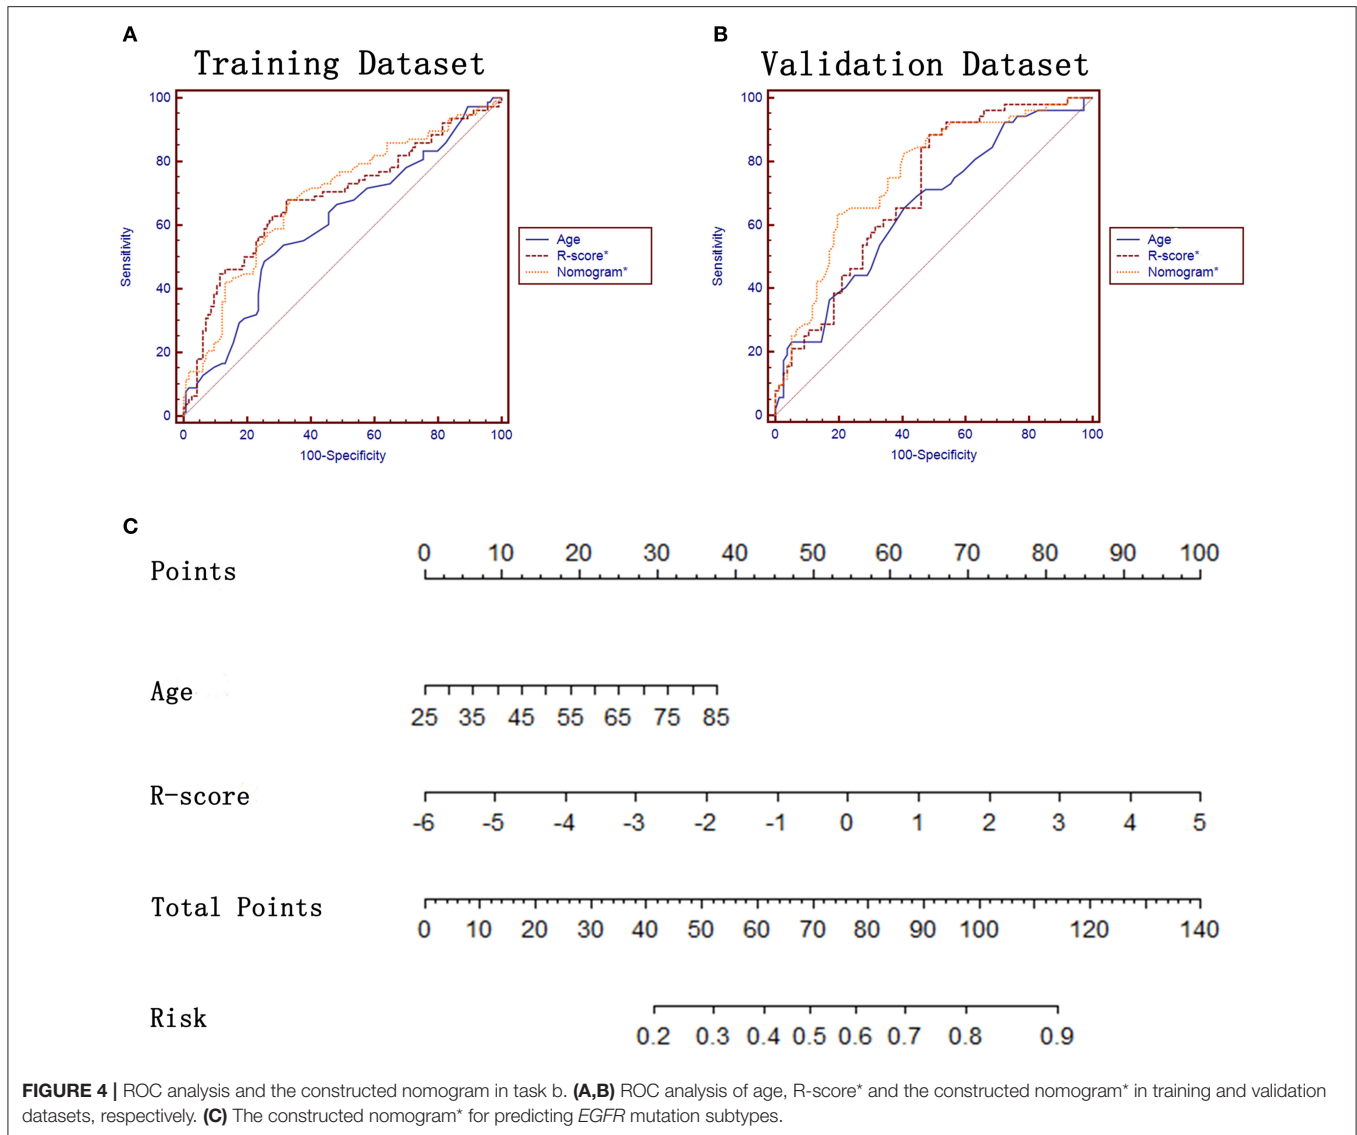 A
Training Dataset
100
80
60
40
20
0
Sensitivity
0 20 40 60 80 100
100-Specificity
Age
R-score*
Nomogram*
B
Validation Dataset
100
80
60
40
20
0
Sensitivity
0 20 40 60 80 100
100-Specificity
Age
R-score*
Nomogram*
C
Points
0 10 20 30 40 50 60 70 80 90 100
Age
25 35 45 55 65 75 85
R-score
-6 -5 -4 -3 -2 -1 0 1 2 3 4 5
Total Points
0 10 20 30 40 50 60 70 80 90 100 120 140
Risk
0.2 0.3 0.4 0.5 0.6 0.7 0.8 0.9
FIGURE 4 | ROC analysis and the constructed nomogram in task b. (A,B) ROC analysis of age, R-score* and the constructed nomogram* in training and validation
datasets, respectively. (C) The constructed nomogram* for predicting EGFR mutation subtypes.